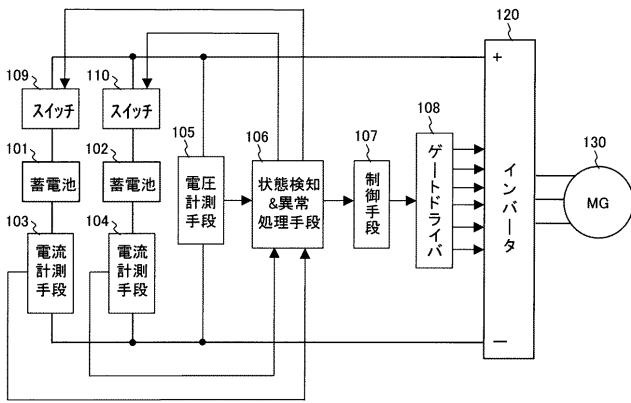 120
109
110
スイッチ
スイッチ
+
105
106
107
108
130
101
102
蓄電池
蓄電池
電圧
計測
手段
状態検知
&異常
処理手段
制御手段
ゲートドライバ
インバータ
MG
103
104
電流
計測
手段
電流
計測
手段
−